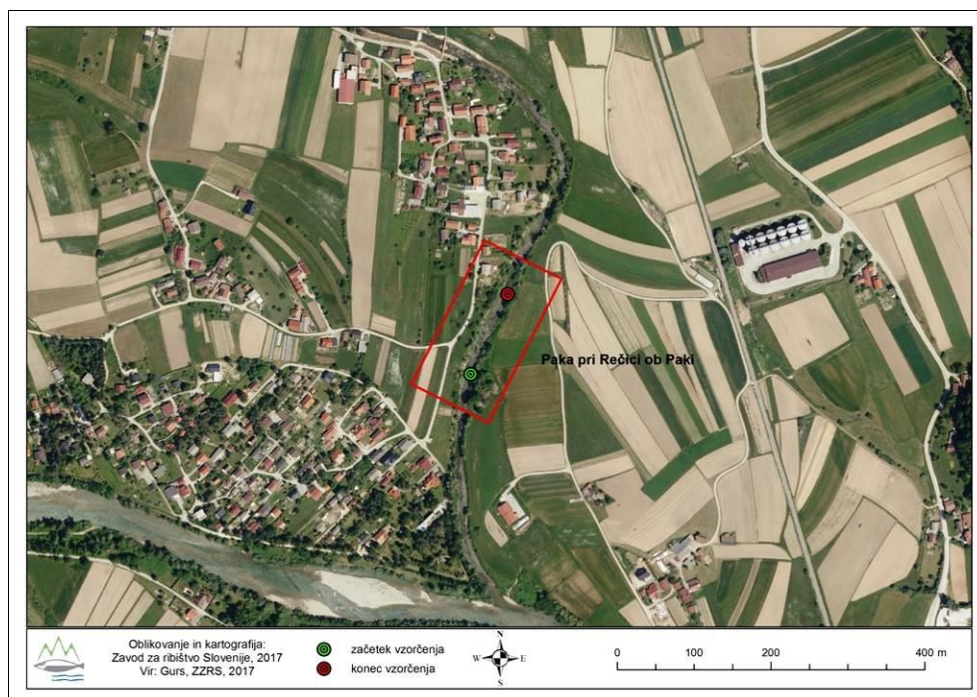 Paka pri Rečici ob Paki
Oblikovanje in kartografija:
Zavod za ribištvo Slovenije, 2017
Vir: Gurs, ZZRS, 2017
začetek vzorčenja
konec vzorčenja
N
W E
S
0 100 200 400 m